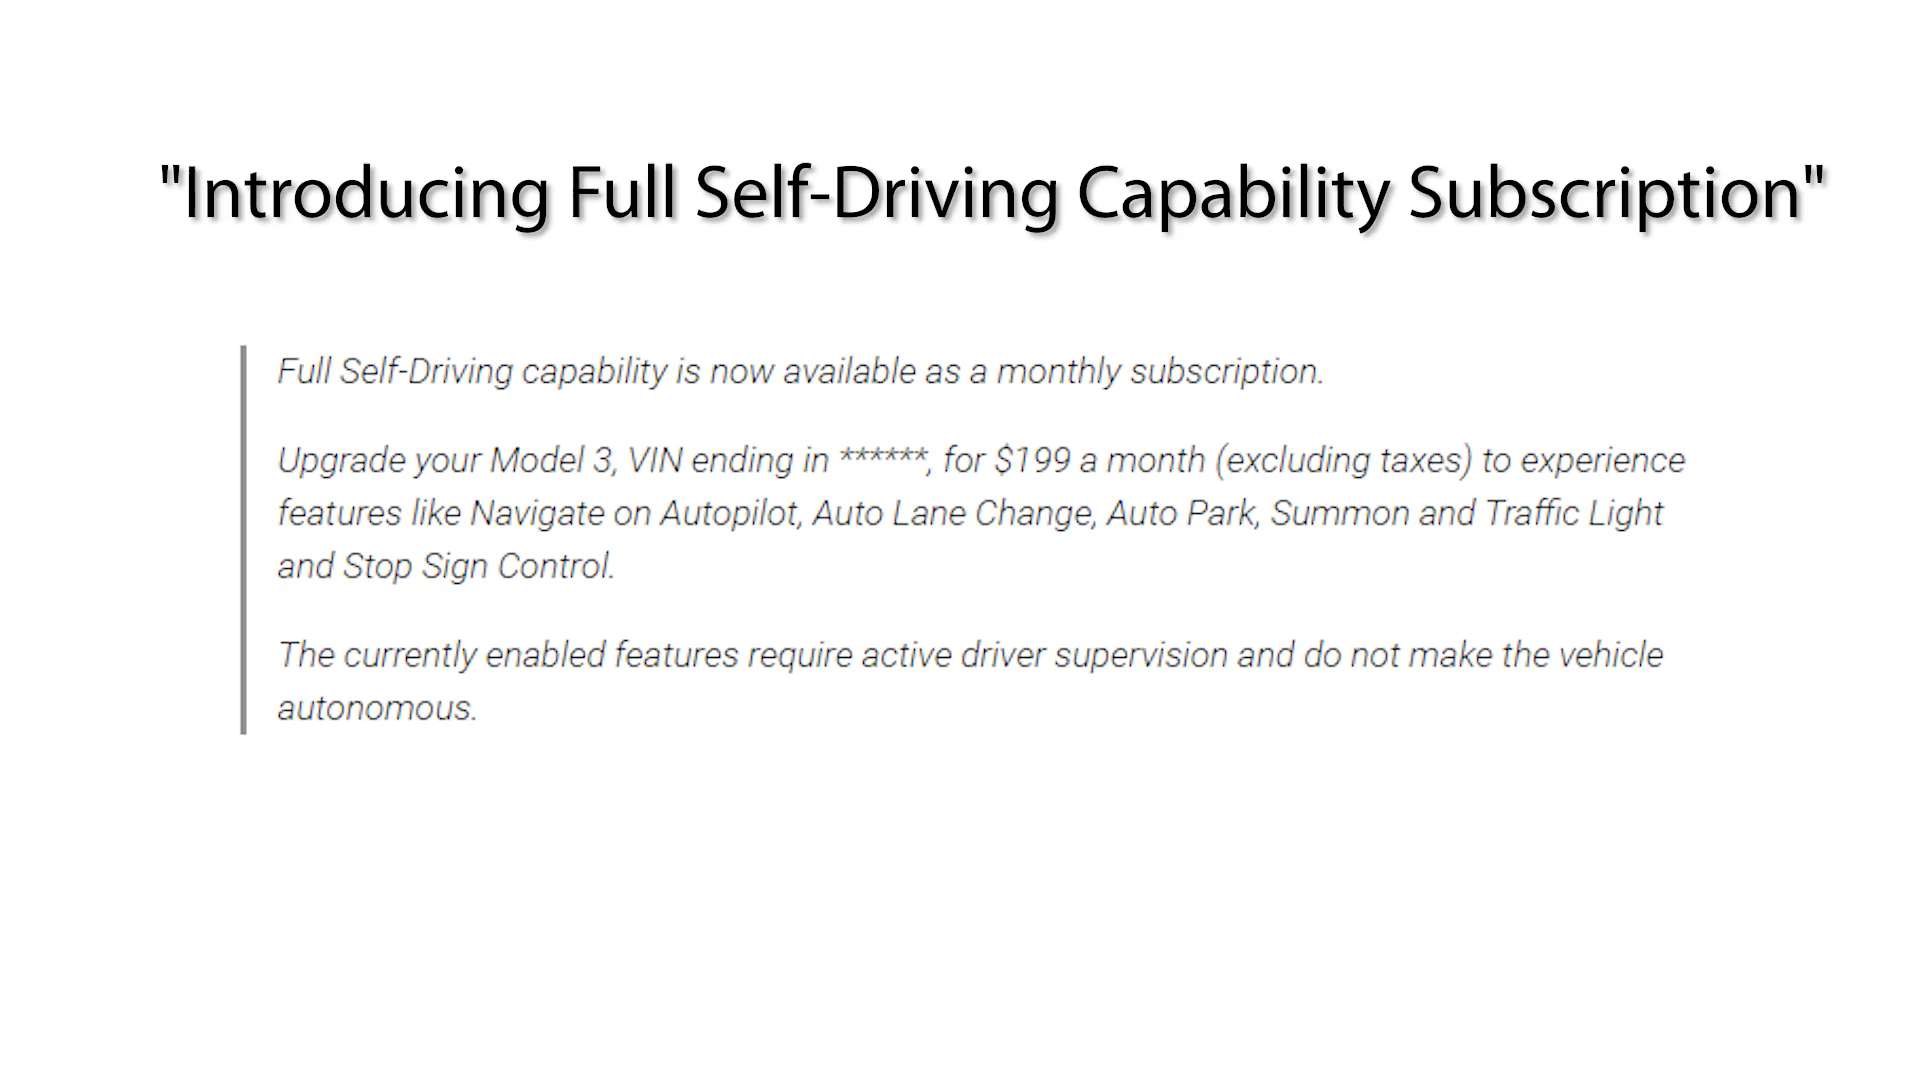 "Introducing Full Self-Driving Capability Subscription"
Full Self-Driving capability is now available as a monthly subscription.
Upgrade your Model 3, VIN ending in ******, for $199 a month (excluding taxes) to experience
features like Navigate on Autopilot, Auto Lane Change, Auto Park, Summon and Traffic Light
and Stop Sign Control.
The currently enabled features require active driver supervision and do not make the vehicle
autonomous.